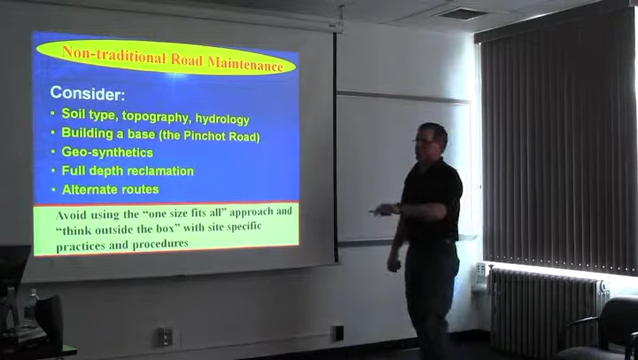 Non-traditional Road Maintenance
Consider:
• Soil type, topography, hydrology
• Building a base (the Pinchot Road)
• Geo-synthetics
• Full depth reclamation
• Alternate routes
Avoid using the “one size fits all” approach and
“think outside the box” with site specific
practices and procedures